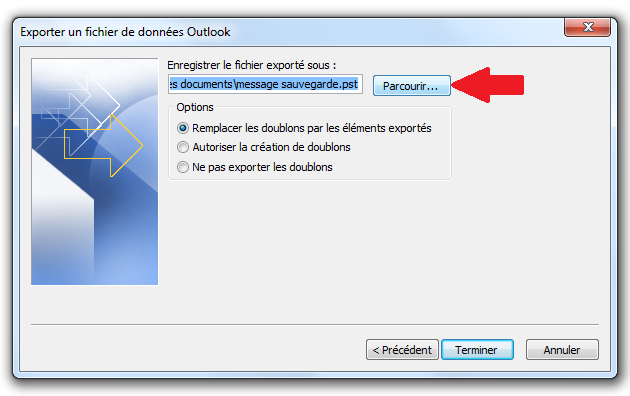 Exporter un fichier de données Outlook
Enregistrer le fichier exporté sous :
es documents\message sauvegarde.pst
Parcourir...
Options
Remplacer les doublons par les éléments exportés
Autoriser la création de doublons
Ne pas exporter les doublons
< Précédent
Terminer
Annuler